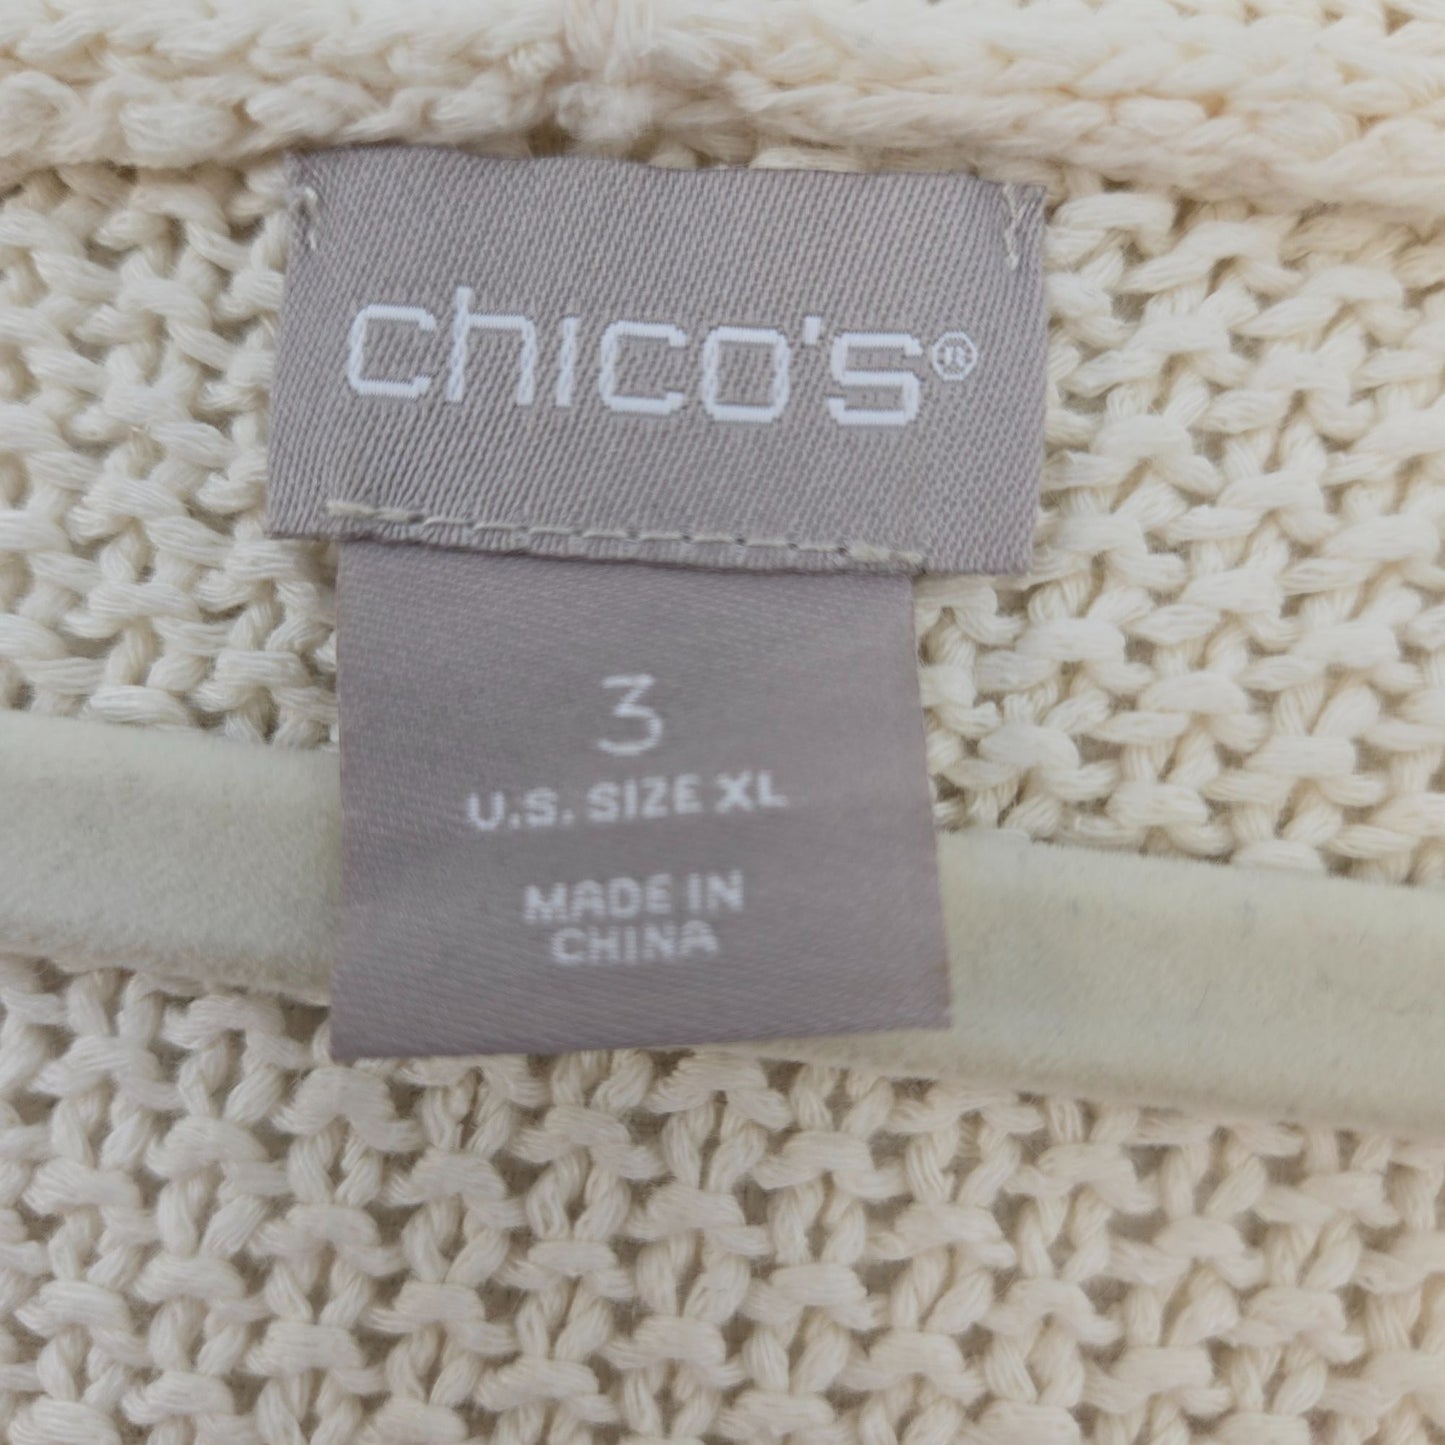 chico's®
3
U.S. SIZE XL
MADE IN
CHINA